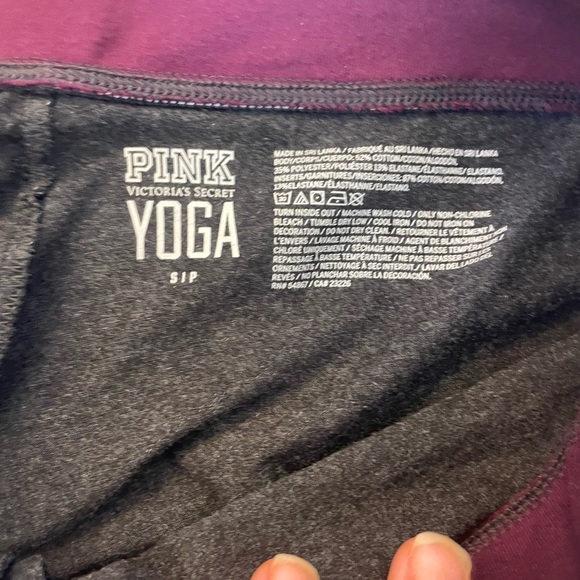 PINK
VICTORIA'S SECRET
YOGA
S I P
MADE IN SRI LANKA / FABRIQUÉ AU SRI LANKA / HECHO EN SRI LANKA
BODY/CORPS/CUERPO: 52% COTTON/COTON/ALGODÓN,
35% POLYESTER/POLIÉSTER 13% ELASTANE/ÉLASTHANNE/ELASTANO.
INSERTS/GARNITURES/INSERCIONES: 87% COTTON/COTON/ALGODÓN,
13% ELASTANE/ÉLASTHANNE/ELASTANO.
TURN INSIDE OUT / MACHINE WASH COLD / ONLY NON-CHLORINE
BLEACH / TUMBLE DRY LOW / COOL IRON / DO NOT IRON ON
DECORATION / DO NOT DRY CLEAN. / RETOURNER LE VÊTEMENT À
L'ENVERS / LAVAGE MACHINE À FROID / AGENT DE BLANCHIMENT
CHLORÉ UNIQUEMENT / SÉCHAGE MACHINE À BASSE TEMPÉRATURE
REPASSAGE À BASSE TEMPÉRATURE / NE PAS REPASSER SUR
ORNEMENTS / NETTOYAGE À SEC INTERDIT. / LAVAR DEL LADO
REVÉS / NO PLANCHAR SOBRE LA DECORACIÓN.
RN# 54867 / CA# 23226